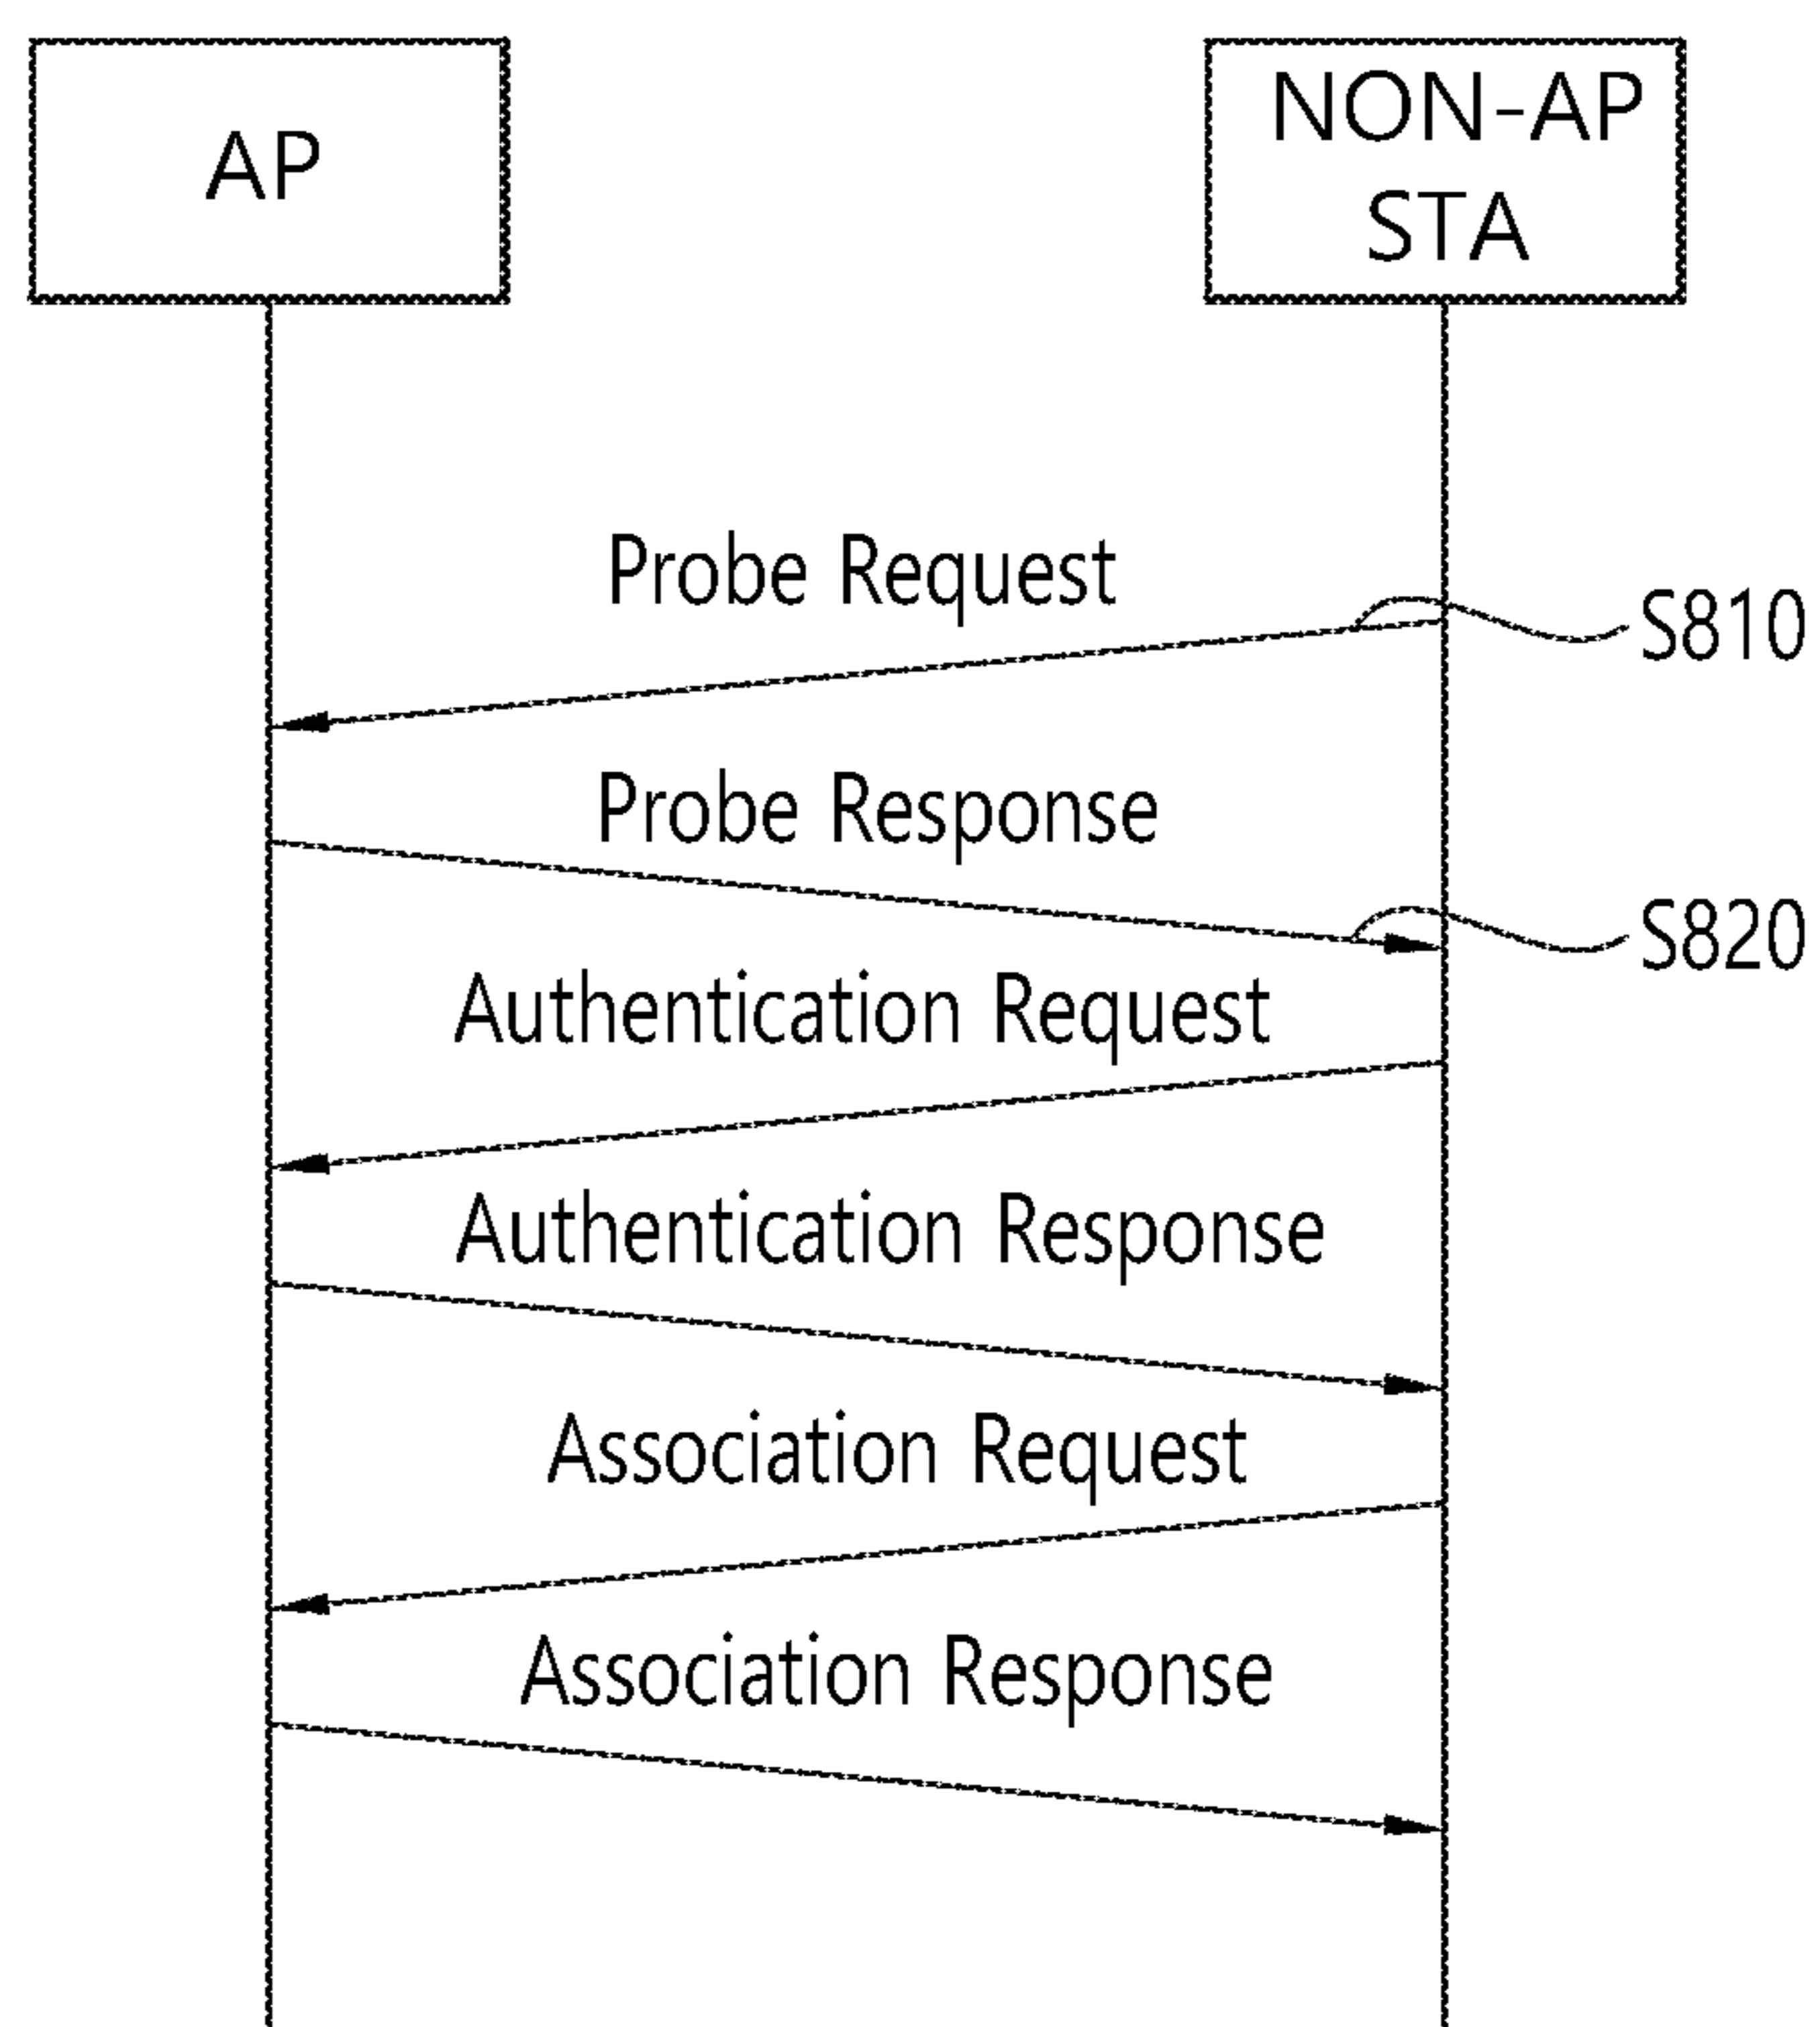 AP
NON-AP
STA
Probe Request
S810
Probe Response
S820
Authentication Request
Authentication Response
Association Request
Association Response